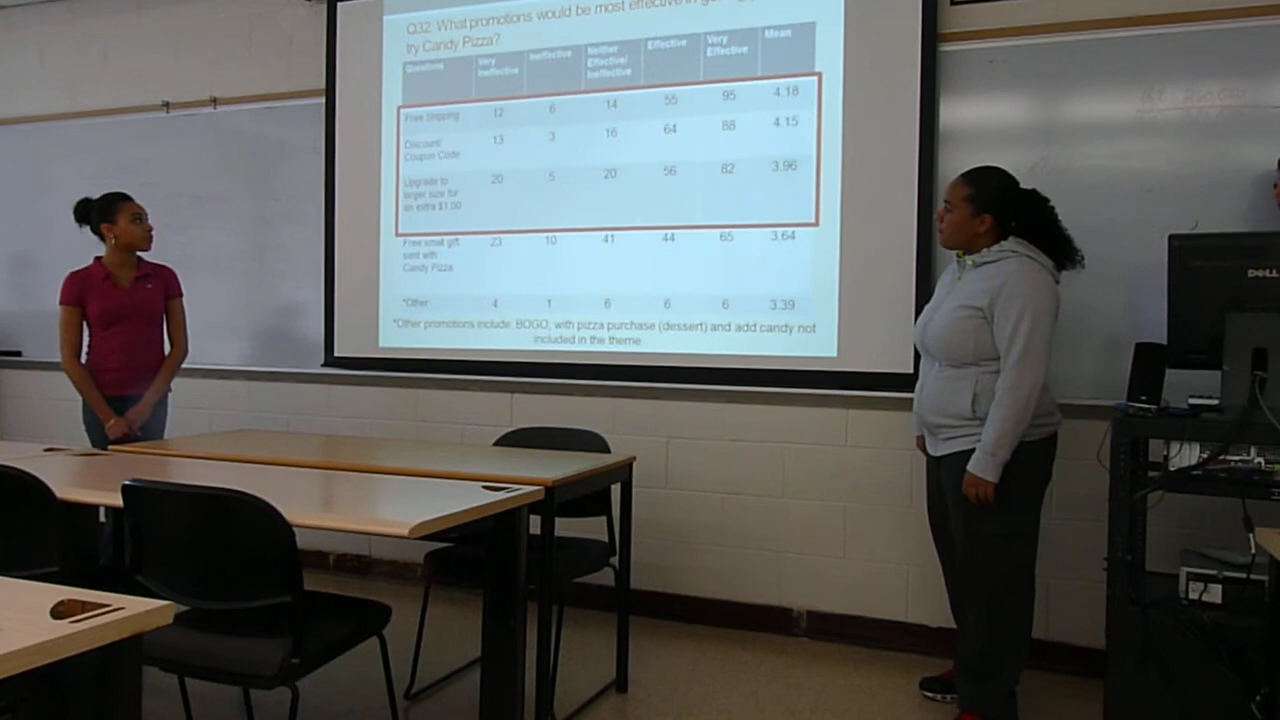 Q32: What promotions would be most effective in
try Candy Pizza?
Questions Very Ineffective Ineffective Neither Effective/ Ineffective Effective Very Effective Mean
Free Shipping 12 6 14 55 95 4.18
Discount/ Coupon Code 13 3 16 64 88 4.15
Upgrade to larger size for an extra $1.00 20 5 20 56 82 3.96
Free small gift sent with Candy Pizza 23 10 41 44 65 3.64
*Other 4 1 6 6 6 3.39
*Other promotions include: BOGO, with pizza purchase (dessert) and add candy not
included in the theme
DELL